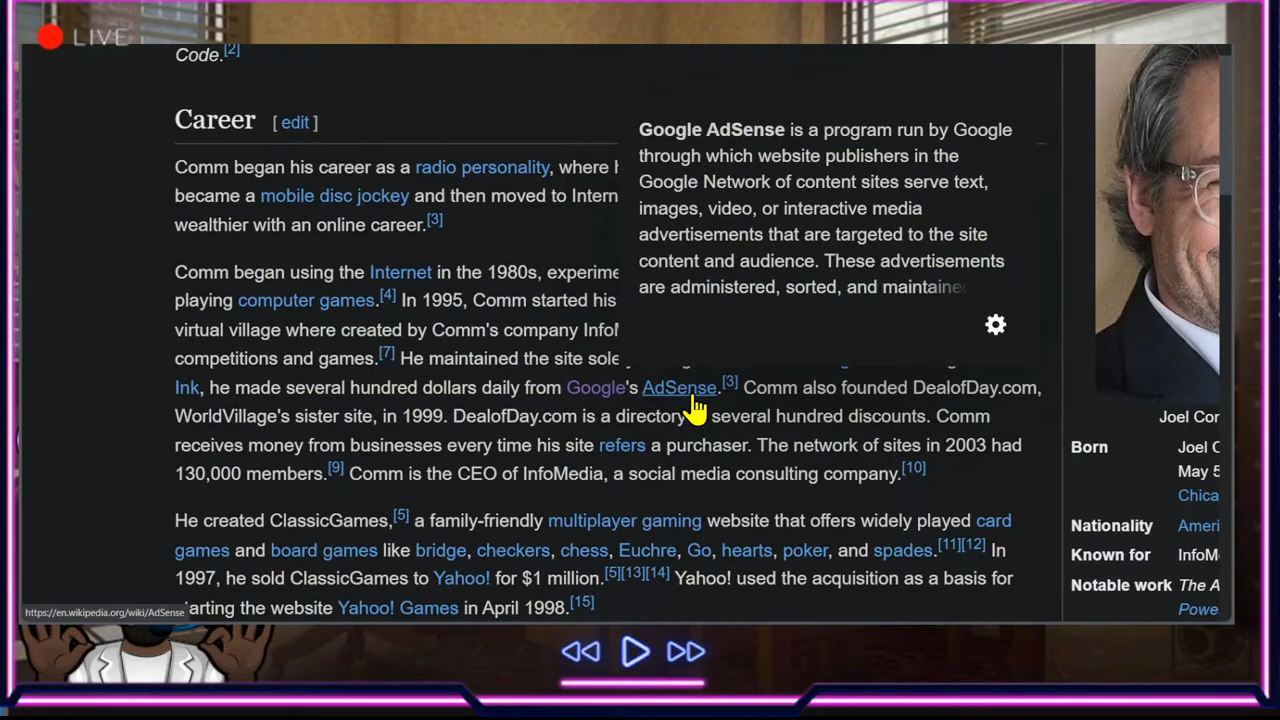 LIVE
Code.[2]
Career [ edit ]
Comm began his career as a radio personality, where h
became a mobile disc jockey and then moved to Intern
wealthier with an online career.[3]
Comm began using the Internet in the 1980s, experime
playing computer games.[4] In 1995, Comm started his
virtual village where created by Comm's company InfoM
competitions and games.[7] He maintained the site sole
Ink, he made several hundred dollars daily from Google's AdSense.[3] Comm also founded DealofDay.com,
WorldVillage's sister site, in 1999. DealofDay.com is a directory several hundred discounts. Comm
receives money from businesses every time his site refers a purchaser. The network of sites in 2003 had
130,000 members.[9] Comm is the CEO of InfoMedia, a social media consulting company.[10]
He created ClassicGames,[5] a family-friendly multiplayer gaming website that offers widely played card
games and board games like bridge, checkers, chess, Euchre, Go, hearts, poker, and spades.[11][12] In
1997, he sold ClassicGames to Yahoo! for $1 million.[5][13][14] Yahoo! used the acquisition as a basis for
arting the website Yahoo! Games in April 1998.[15]
https://en.wikipedia.org/wiki/AdSense
Google AdSense is a program run by Google
through which website publishers in the
Google Network of content sites serve text,
images, video, or interactive media
advertisements that are targeted to the site
content and audience. These advertisements
are administered, sorted, and maintaine
Joel Cor
Born Joel C
May 5
Chica
Nationality Ameri
Known for InfoM
Notable work The A
Powe